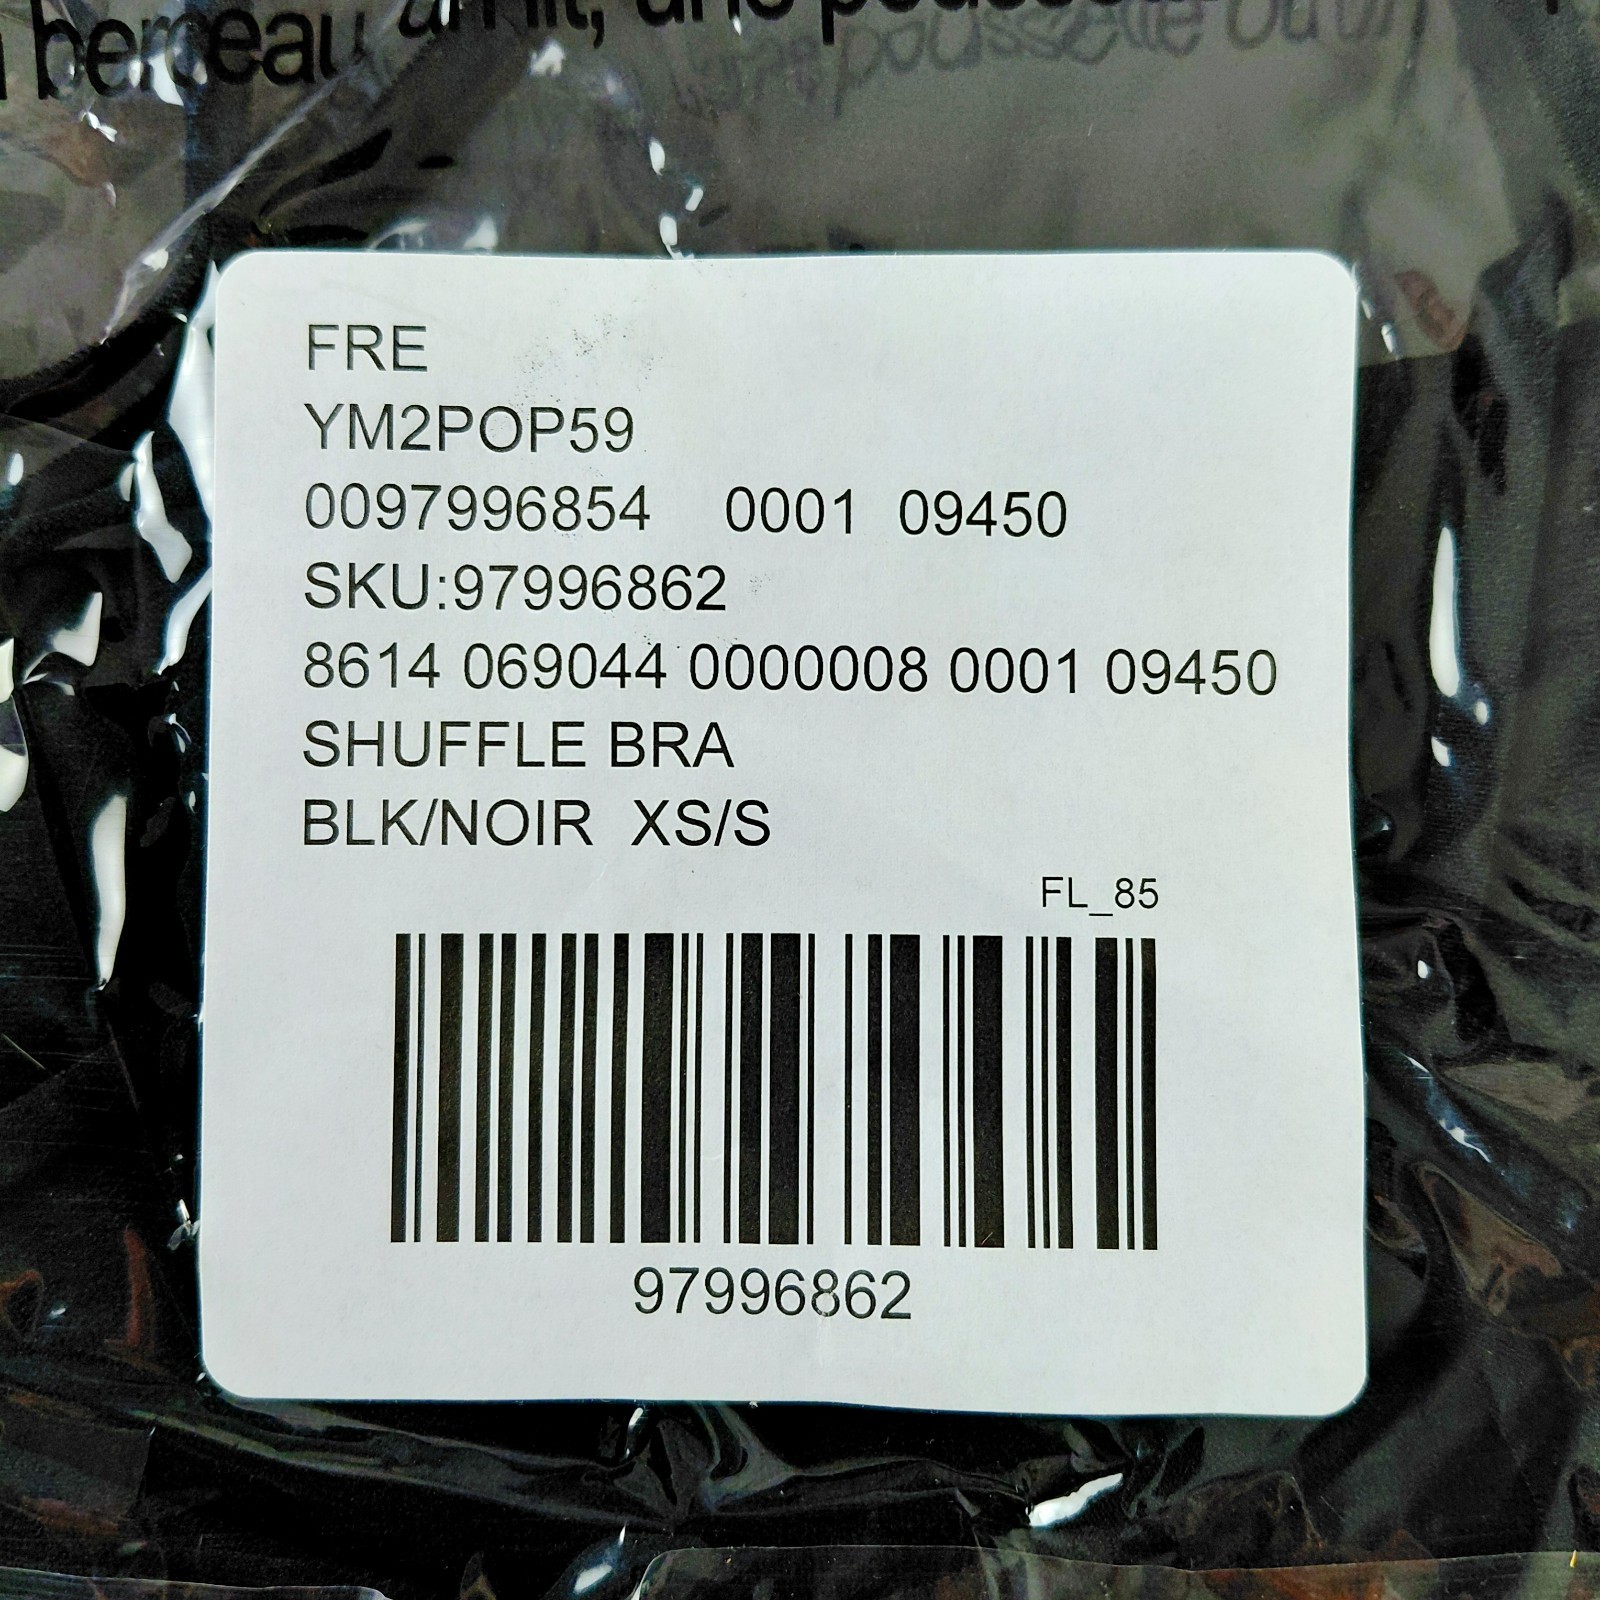 berceau
FRE
YM2POP59
0097996854 0001 09450
SKU:97996862
8614 069044 0000008 0001 09450
SHUFFLE BRA
BLK/NOIR XS/S
FL_85
97996862